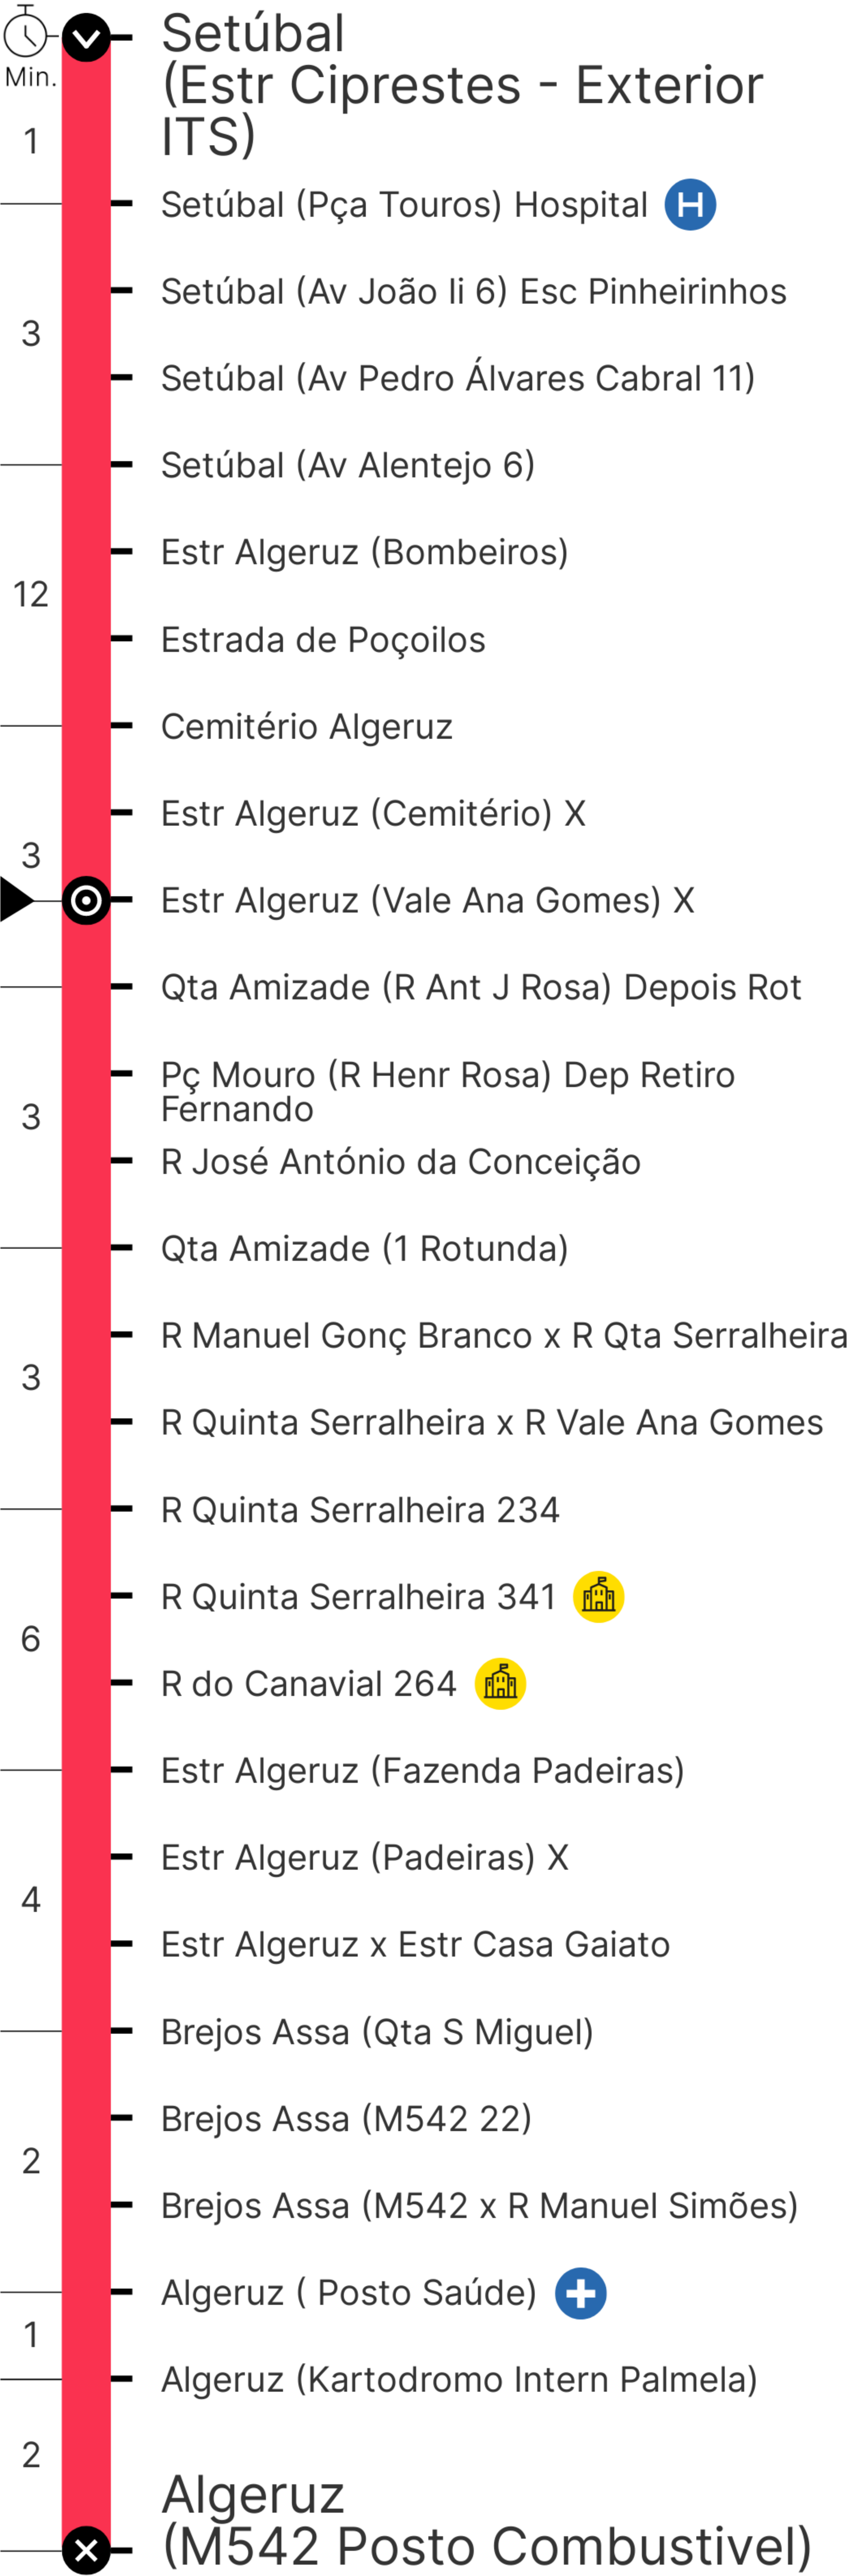 Min.
Setúbal
(Estr Ciprestes - Exterior
ITS)
1
Setúbal (Pça Touros) Hospital H
Setúbal (Av João Ii 6) Esc Pinheirinhos
3
Setúbal (Av Pedro Álvares Cabral 11)
Setúbal (Av Alentejo 6)
Estr Algeruz (Bombeiros)
12
Estrada de Poçoilos
Cemitério Algeruz
Estr Algeruz (Cemitério) X
3
Estr Algeruz (Vale Ana Gomes) X
Qta Amizade (R Ant J Rosa) Depois Rot
Pç Mouro (R Henr Rosa) Dep Retiro
Fernando
3
R José António da Conceição
Qta Amizade (1 Rotunda)
R Manuel Gonç Branco x R Qta Serralheira
3
R Quinta Serralheira x R Vale Ana Gomes
R Quinta Serralheira 234
R Quinta Serralheira 341
6
R do Canavial 264
Estr Algeruz (Fazenda Padeiras)
Estr Algeruz (Padeiras) X
4
Estr Algeruz x Estr Casa Gaiato
Brejos Assa (Qta S Miguel)
Brejos Assa (M542 22)
2
Brejos Assa (M542 x R Manuel Simões)
Algeruz ( Posto Saúde)
1
Algeruz (Kartodromo Intern Palmela)
2
Algeruz
(M542 Posto Combustivel)